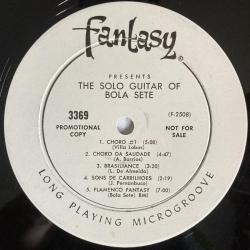 Fantasy®
PRESENTS
THE SOLO GUITAR OF
BOLA SETE
3369 (F-2508)
PROMOTIONAL NOT FOR
COPY SALE
1. CHORO #1 (5:08)
(Villa Lobos)
2. CHORO DA SAUDADE (4:47)
(A. Barrios)
3. BRASILIANCE (5:30)
(L. De Almeida)
4. SONS DE CARRILHOES (2:19)
(J. Pernambuco)
5. FLAMENCO FANTASY (7:00)
(Bola Sete) BMI
LONG PLAYING MICROGROOVE